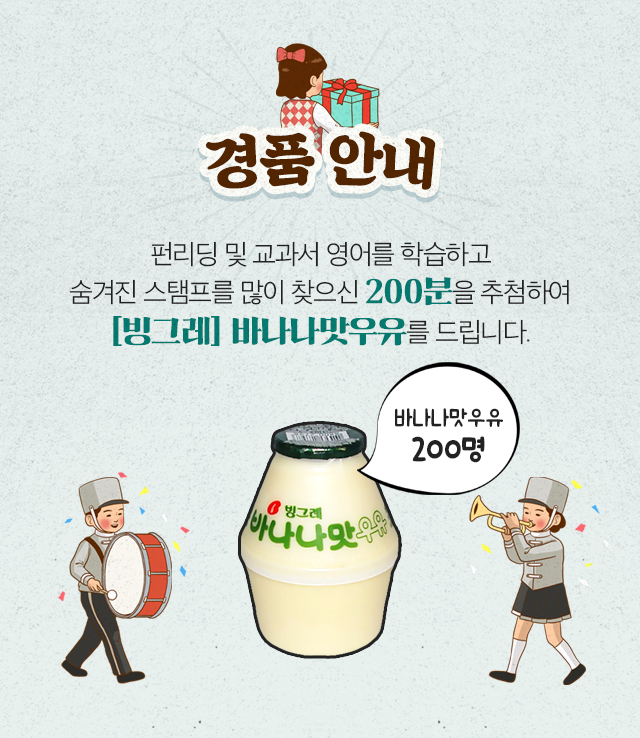 경품 안내
펀리딩 및 교과서 영어를 학습하고
숨겨진 스탬프를 많이 찾으신 200분을 추첨하여
[빙그레] 바나나맛우유를 드립니다.
바나나맛우유
200명
빙그레
바나나맛우유